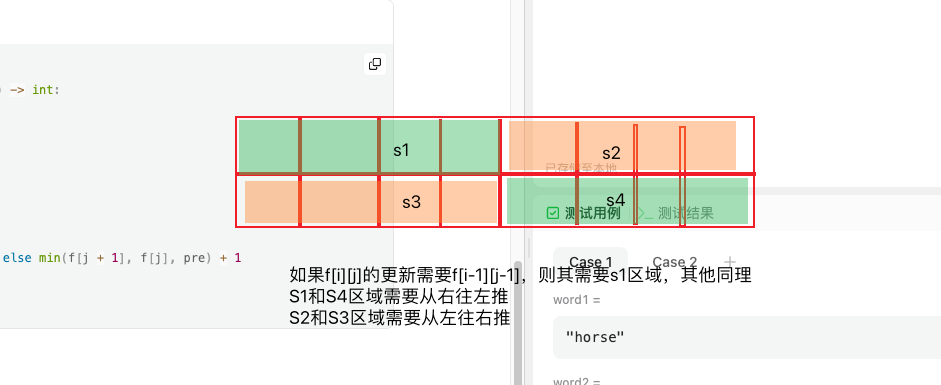 ) -> int:
s1
s2
已存储至本地
s3
s4
测试用例
>_ 测试结果
else min(f[j + 1], f[j], pre) + 1
Case 1
Case 2
+
如果f[i][j]的更新需要f[i-1][j-1]，则其需要s1区域，其他同理
S1和S4区域需要从右往左推
S2和S3区域需要从左往右推
word1 =
"horse"
word2 =